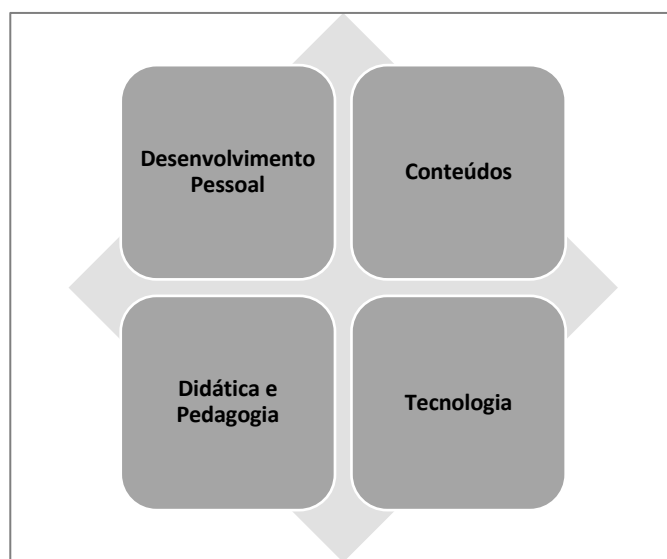 Desenvolvimento
Pessoal
Conteúdos
Didática e
Pedagogia
Tecnologia